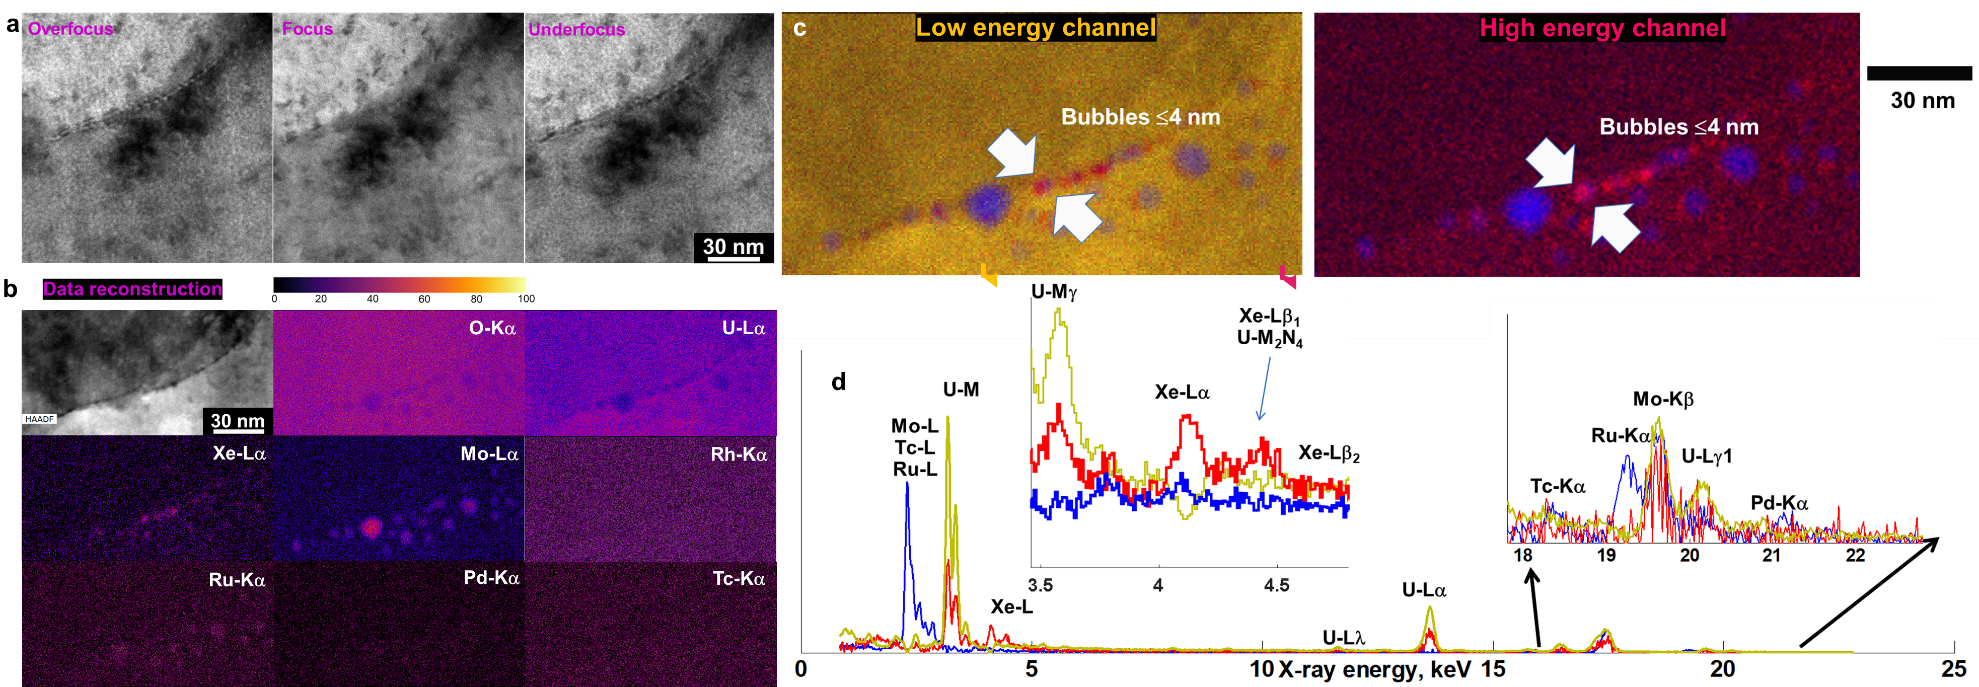 a
Overfocus
Focus
Underfocus
30 nm
b
Data reconstruction
0 20 40 60 80 100
HAADF
30 nm
O-Kα
U-Lα
Xe-Lα
Mo-Lα
Rh-Kα
Ru-Kα
Pd-Kα
Tc-Kα
c
Low energy channel
Bubbles ≤4 nm
High energy channel
Bubbles ≤4 nm
30 nm
d
Mo-L
Tc-L
Ru-L
U-M
Xe-L
U-Lλ
U-Lα
0 5 10 15 20 25
X-ray energy, keV
U-Mγ
Xe-Lα
Xe-Lβ1
U-M2N4
Xe-Lβ2
3.5 4 4.5
Tc-Kα
Ru-Kα
Mo-Kβ
U-Lγ1
Pd-Kα
18 19 20 21 22